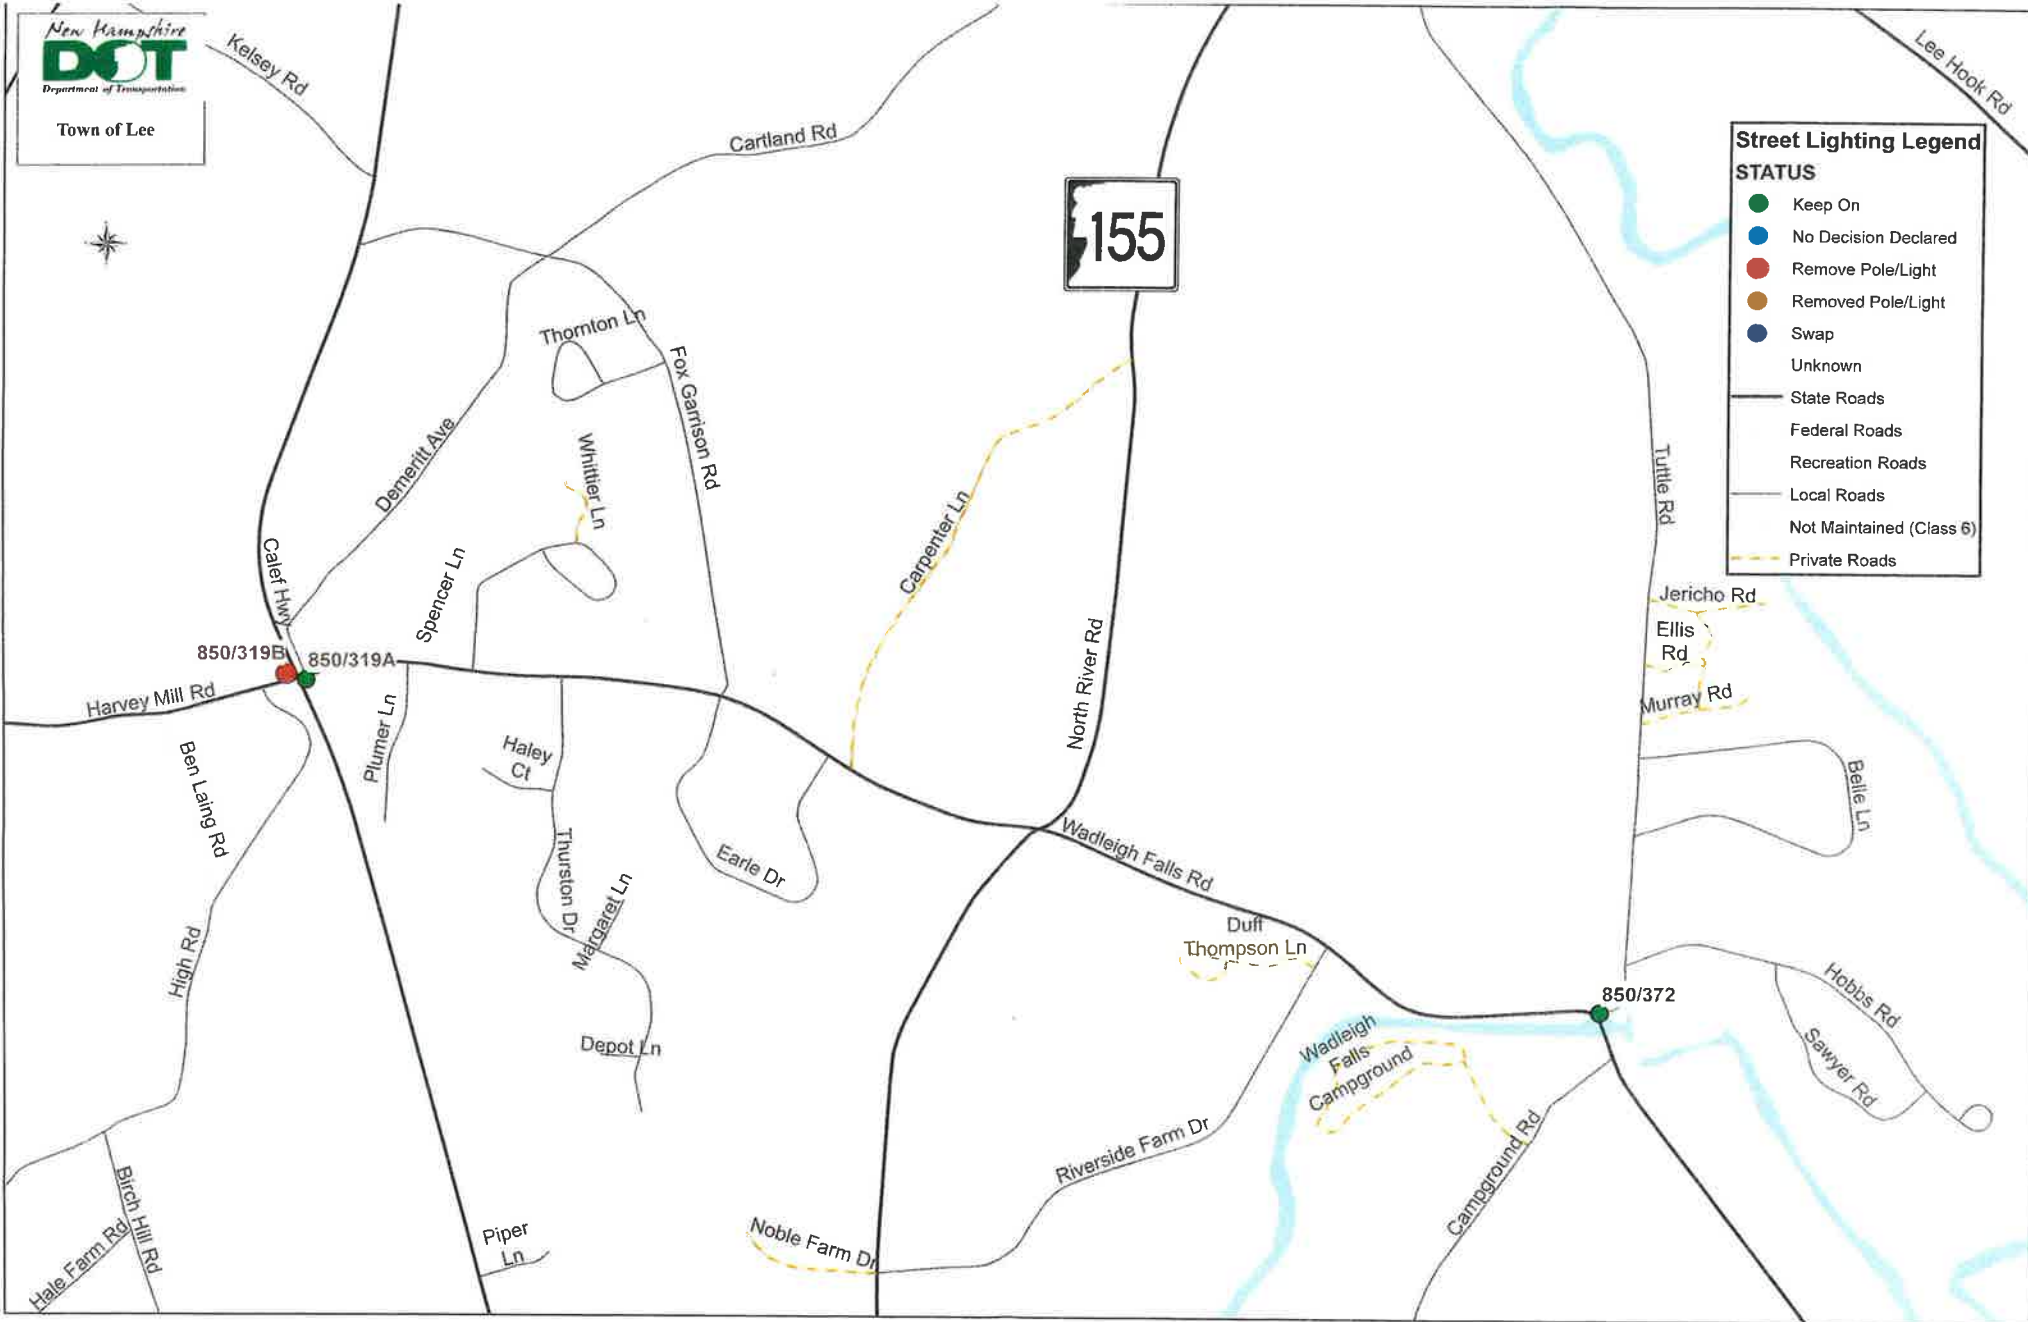 New Hampshire
DOT
Department of Transportation
Town of Lee
Kelsey Rd
Cartland Rd
Lee Hook Rd
155
Street Lighting Legend
STATUS
Keep On
No Decision Declared
Remove Pole/Light
Removed Pole/Light
Swap
Unknown
State Roads
Federal Roads
Recreation Roads
Local Roads
Not Maintained (Class 6)
Private Roads
Thornton Ln
Fox Garrison Rd
Demeritt Ave
Whittier Ln
Tuttle Rd
Carpenter Ln
Calef Hwy
Spencer Ln
Jericho Rd
Ellis
Rd
Murray Rd
850/319B
850/319A
Harvey Mill Rd
North River Rd
Plumer Ln
Haley
Ct
Ben Laing Rd
Belle Ln
Thurston Dr
Earle Dr
Wadleigh Falls Rd
Margaret Ln
Duff
Thompson Ln
High Rd
850/372
Hobbs Rd
Sawyer Rd
Depot Ln
Wadleigh
Falls
Campground
Riverside Farm Dr
Campground Rd
Birch Hill Rd
Hale Farm Rd
Piper
Ln
Noble Farm Dr